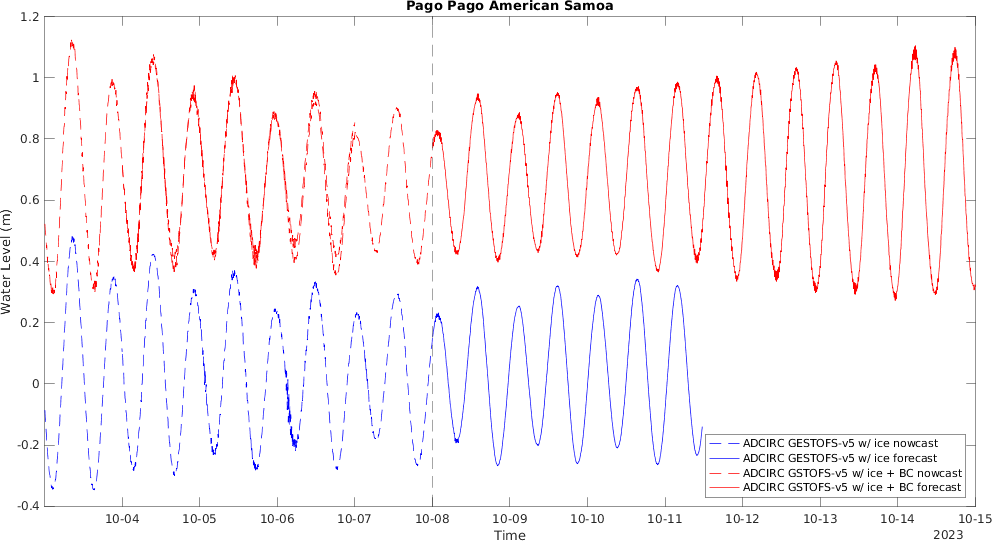 Pago Pago American Samoa
1.2
1
0.8
0.6
0.4
0.2
0
-0.2
-0.4
Water Level (m)
ADCIRC GESTOFS-v5 w/ ice nowcast
ADCIRC GESTOFS-v5 w/ ice forecast
ADCIRC GSTOFS-v5 w/ ice + BC nowcast
ADCIRC GSTOFS-v5 w/ ice + BC forecast
10-04 10-05 10-06 10-07 10-08 10-09 10-10 10-11 10-12 10-13 10-14 10-15
Time
2023